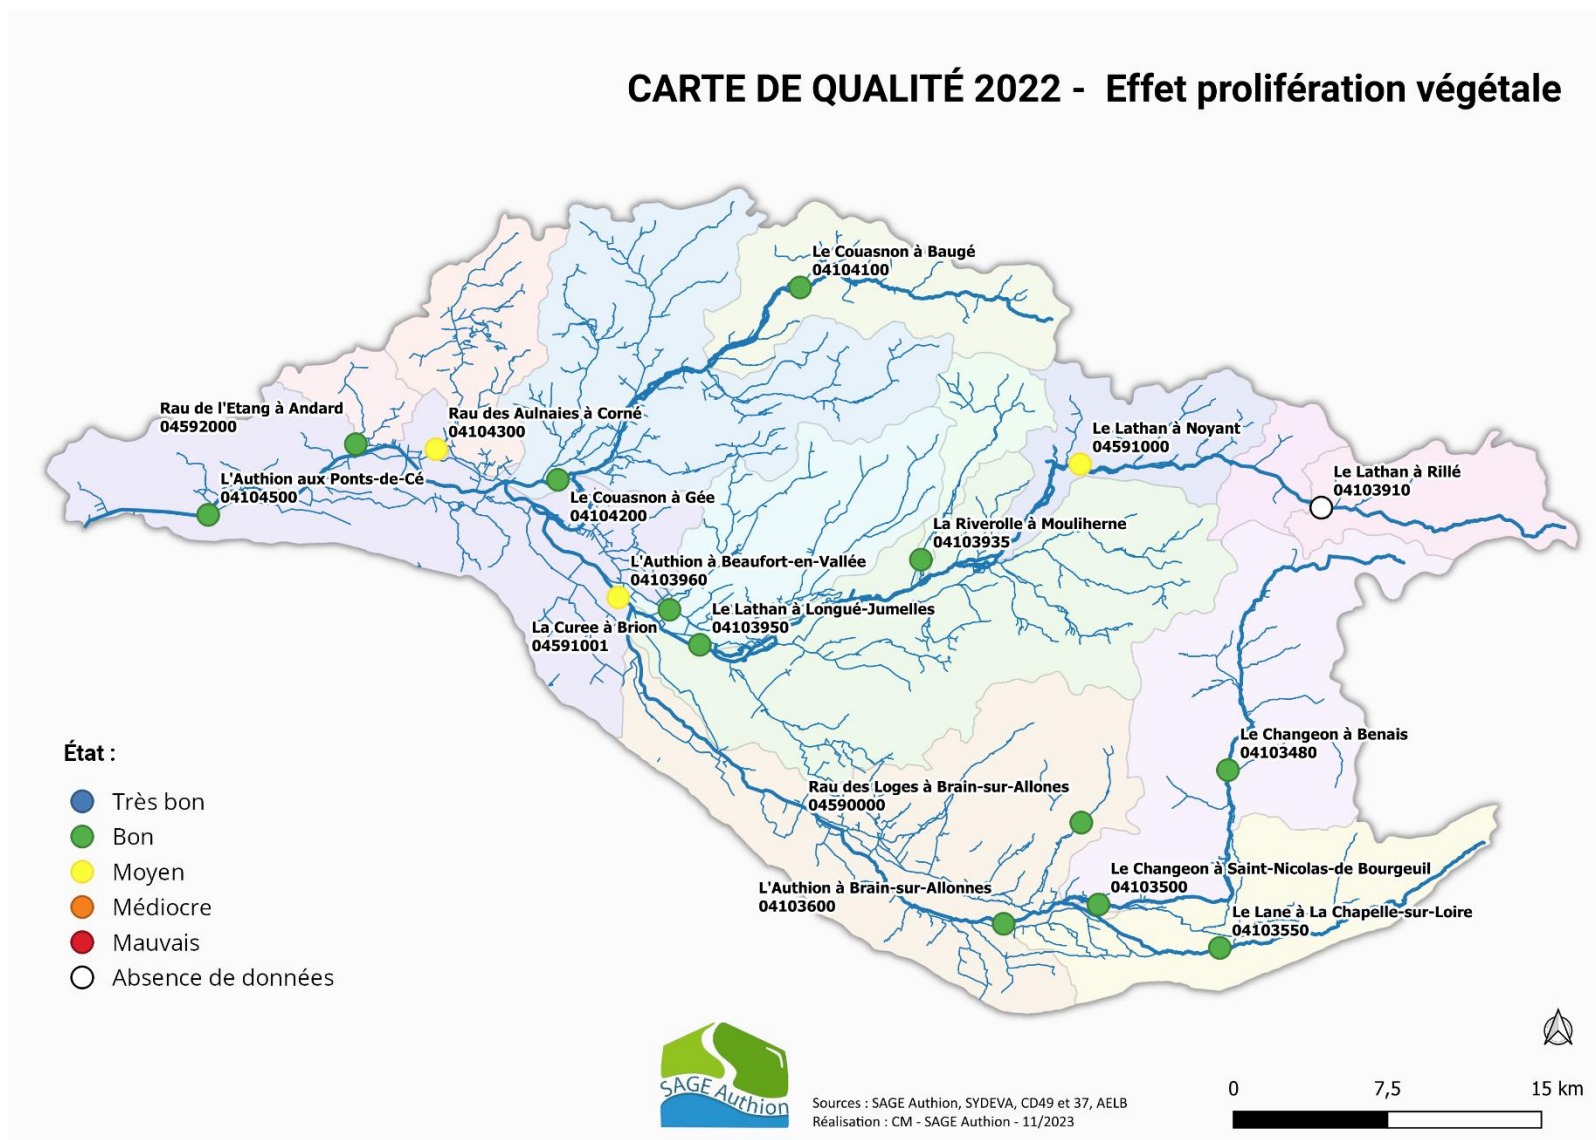 CARTE DE QUALITÉ 2022 - Effet prolifération végétale
Le Couasnon à Baugé
04104100
Rau de l'Etang à Andard
04592000
Rau des Aulnaies à Corné
04104300
Le Lathan à Noyant
04591000
L'Authion aux Ponts-de-Cé
04104500
Le Lathan à Rillé
04103910
Le Couasnon à Gée
04104200
La Riverolle à Mouliherne
04103935
L'Authion à Beaufort-en-Vallée
04103960
Le Lathan à Longué-Jumelles
04103950
La Curee à Brion
04591001
Le Changeon à Benais
04103480
Rau des Loges à Brain-sur-Allones
04590000
Le Changeon à Saint-Nicolas-de Bourgeuil
04103500
L'Authion à Brain-sur-Allonnes
04103600
Le Lane à La Chapelle-sur-Loire
04103550
État :
Très bon
Bon
Moyen
Médiocre
Mauvais
Absence de données
SAGE Authion
Sources : SAGE Authion, SYDEVA, CD49 et 37, AELB
Réalisation : CM - SAGE Authion - 11/2023
0 7,5 15 km